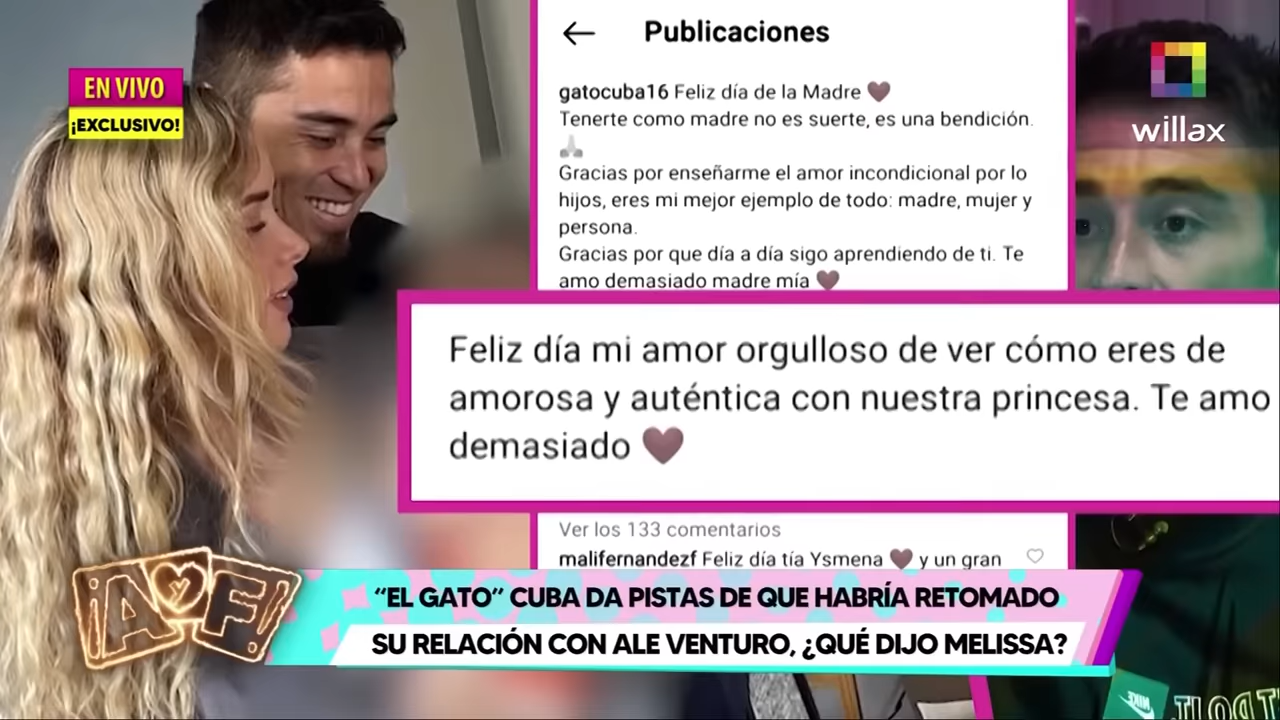 EN VIVO
¡EXCLUSIVO!
Publicaciones
gatocuba16 Feliz día de la Madre
Tenerte como madre no es suerte, es una bendición.
Gracias por enseñarme el amor incondicional por lo
hijos, eres mi mejor ejemplo de todo: madre, mujer y
persona.
Gracias por que día a día sigo aprendiendo de ti. Te
amo demasiado madre mía
willax
Feliz día mi amor orgulloso de ver cómo eres de
amorosa y auténtica con nuestra princesa. Te amo
demasiado
Ver los 133 comentarios
malifernandezf Feliz día tía Ysmena y un gran
¡AyF!
“EL GATO” CUBA DA PISTAS DE QUE HABRÍA RETOMADO
SU RELACIÓN CON ALE VENTURO, ¿QUÉ DIJO MELISSA?
NIKE